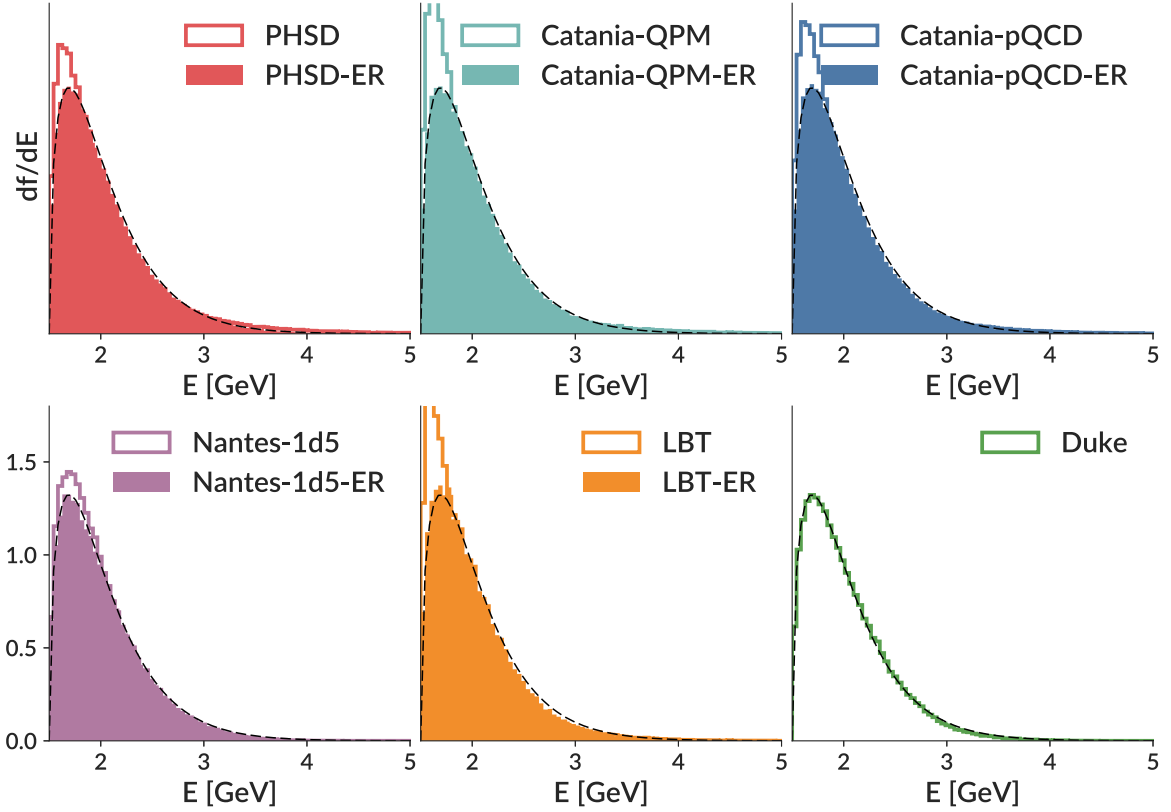 PHSD
PHSD-ER
Catania-QPM
Catania-QPM-ER
Catania-pQCD
Catania-pQCD-ER
df/dE
2 3 4 5
2 3 4 5
2 3 4 5
E [GeV]
E [GeV]
E [GeV]
Nantes-1d5
Nantes-1d5-ER
LBT
LBT-ER
Duke
1.5
1.0
0.5
0.0
2 3 4 5
2 3 4 5
2 3 4 5
E [GeV]
E [GeV]
E [GeV]